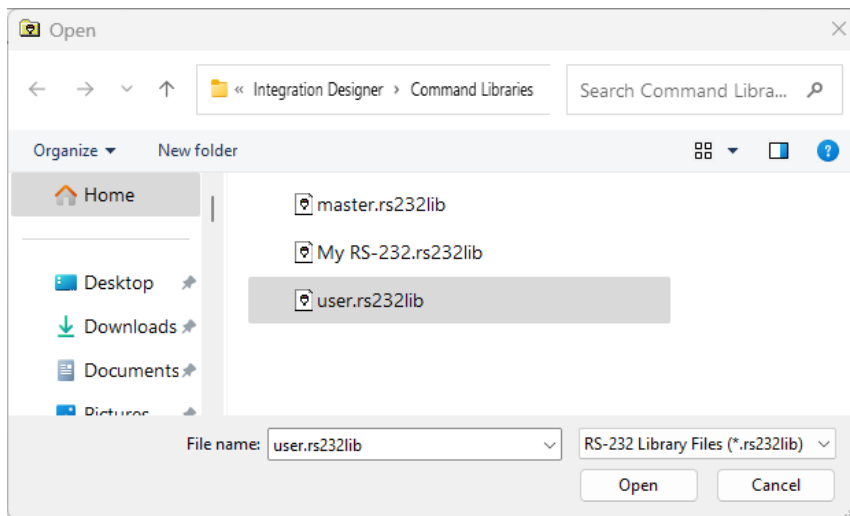 Open
« Integration Designer > Command Libraries
Search Command Libra...
Organize
New folder
?
Home
master.rs232lib
My RS-232.rs232lib
user.rs232lib
Desktop
Downloads
Documents
Pictures
File name: user.rs232lib
RS-232 Library Files (*.rs232lib)
Open
Cancel